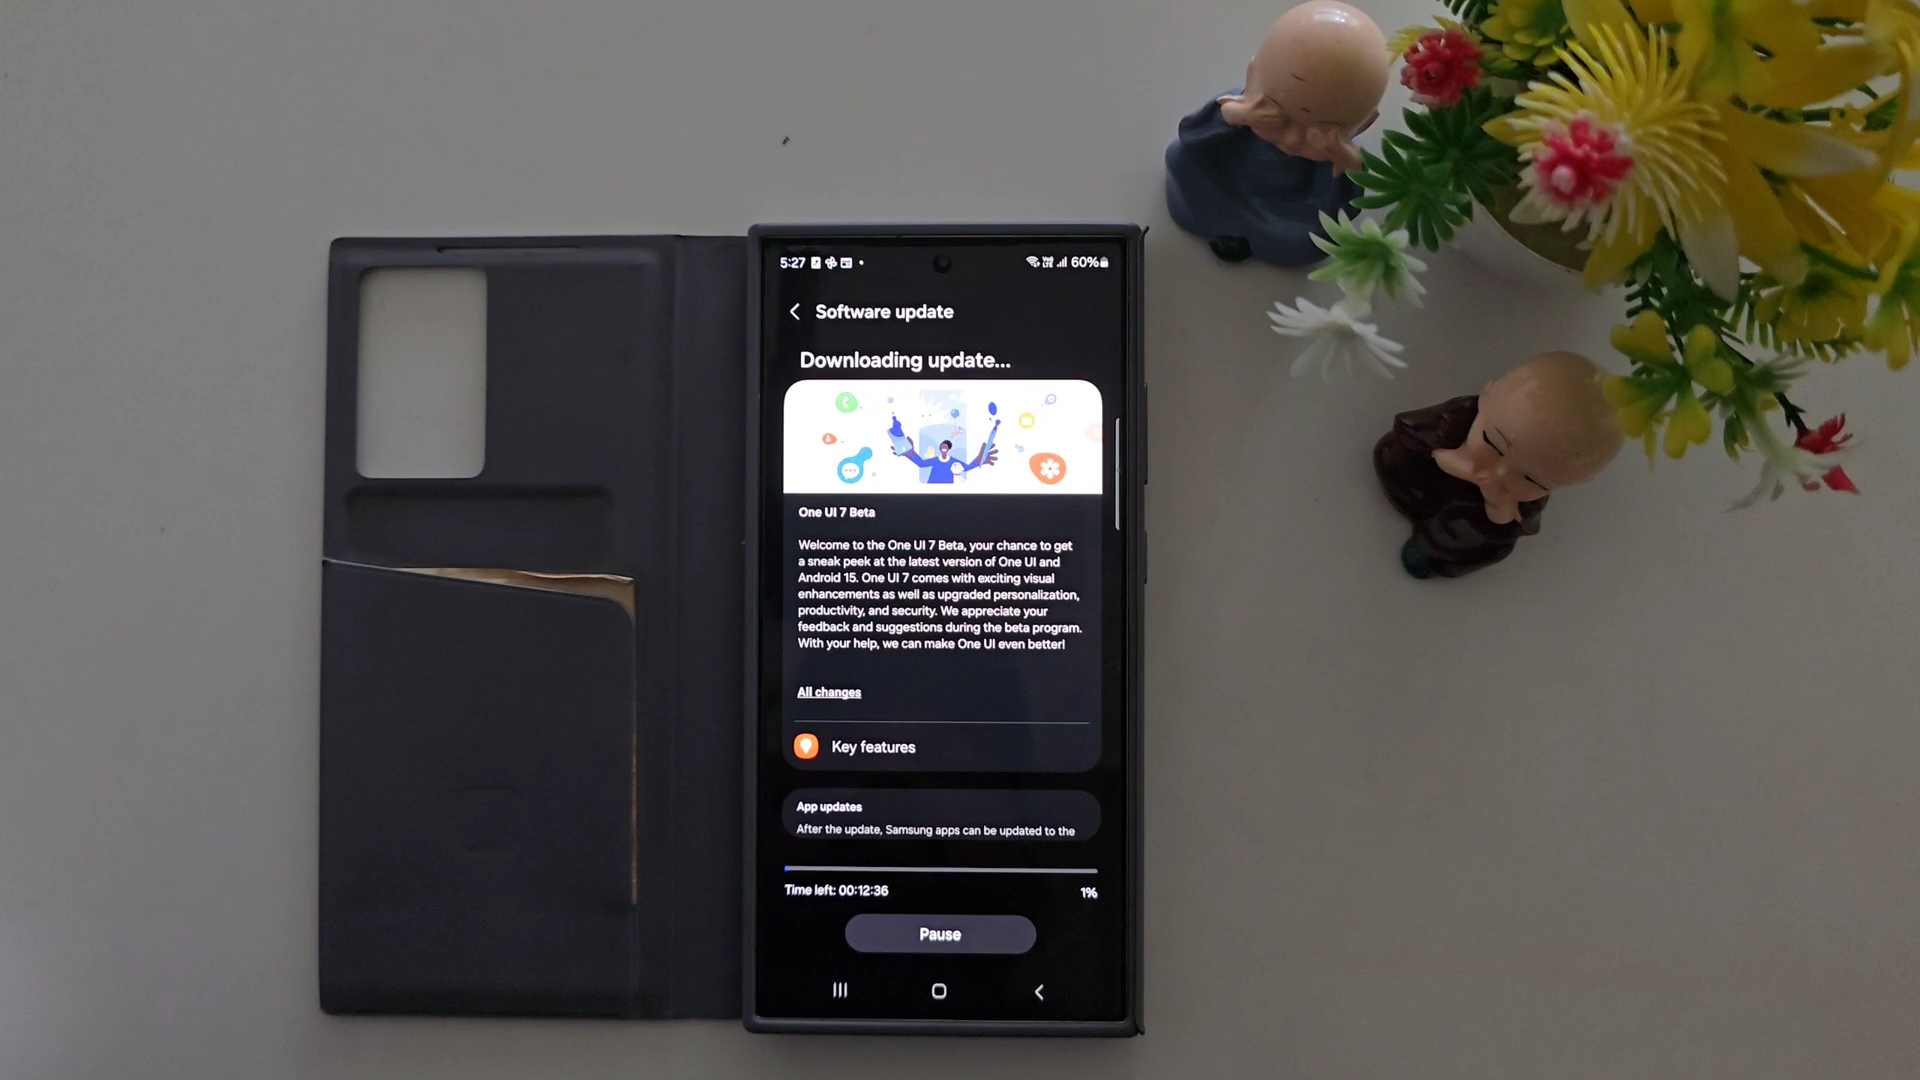 5:27
60%
Software update
Downloading update...
One UI 7 Beta
Welcome to the One UI 7 Beta, your chance to get
a sneak peek at the latest version of One UI and
Android 15. One UI 7 comes with exciting visual
enhancements as well as upgraded personalization,
productivity, and security. We appreciate your
feedback and suggestions during the beta program.
With your help, we can make One UI even better!
All changes
Key features
App updates
After the update, Samsung apps can be updated to the
Time left: 00:12:36
1%
Pause